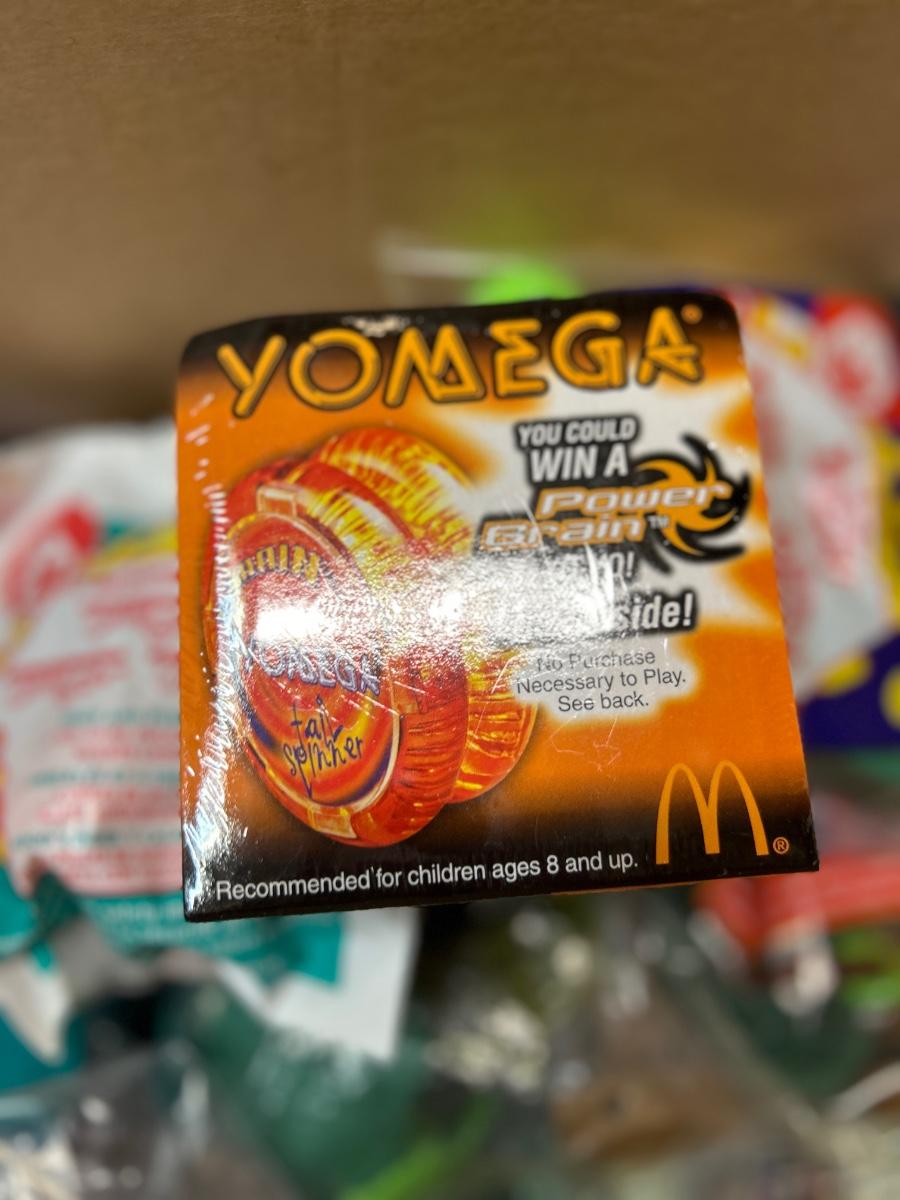 YOMEGA®
YOU COULD
WIN A
Power
Brain™
side!
No Purchase
Necessary to Play.
See back.
YOMEGA
tail
spinner
M®
Recommended for children ages 8 and up.